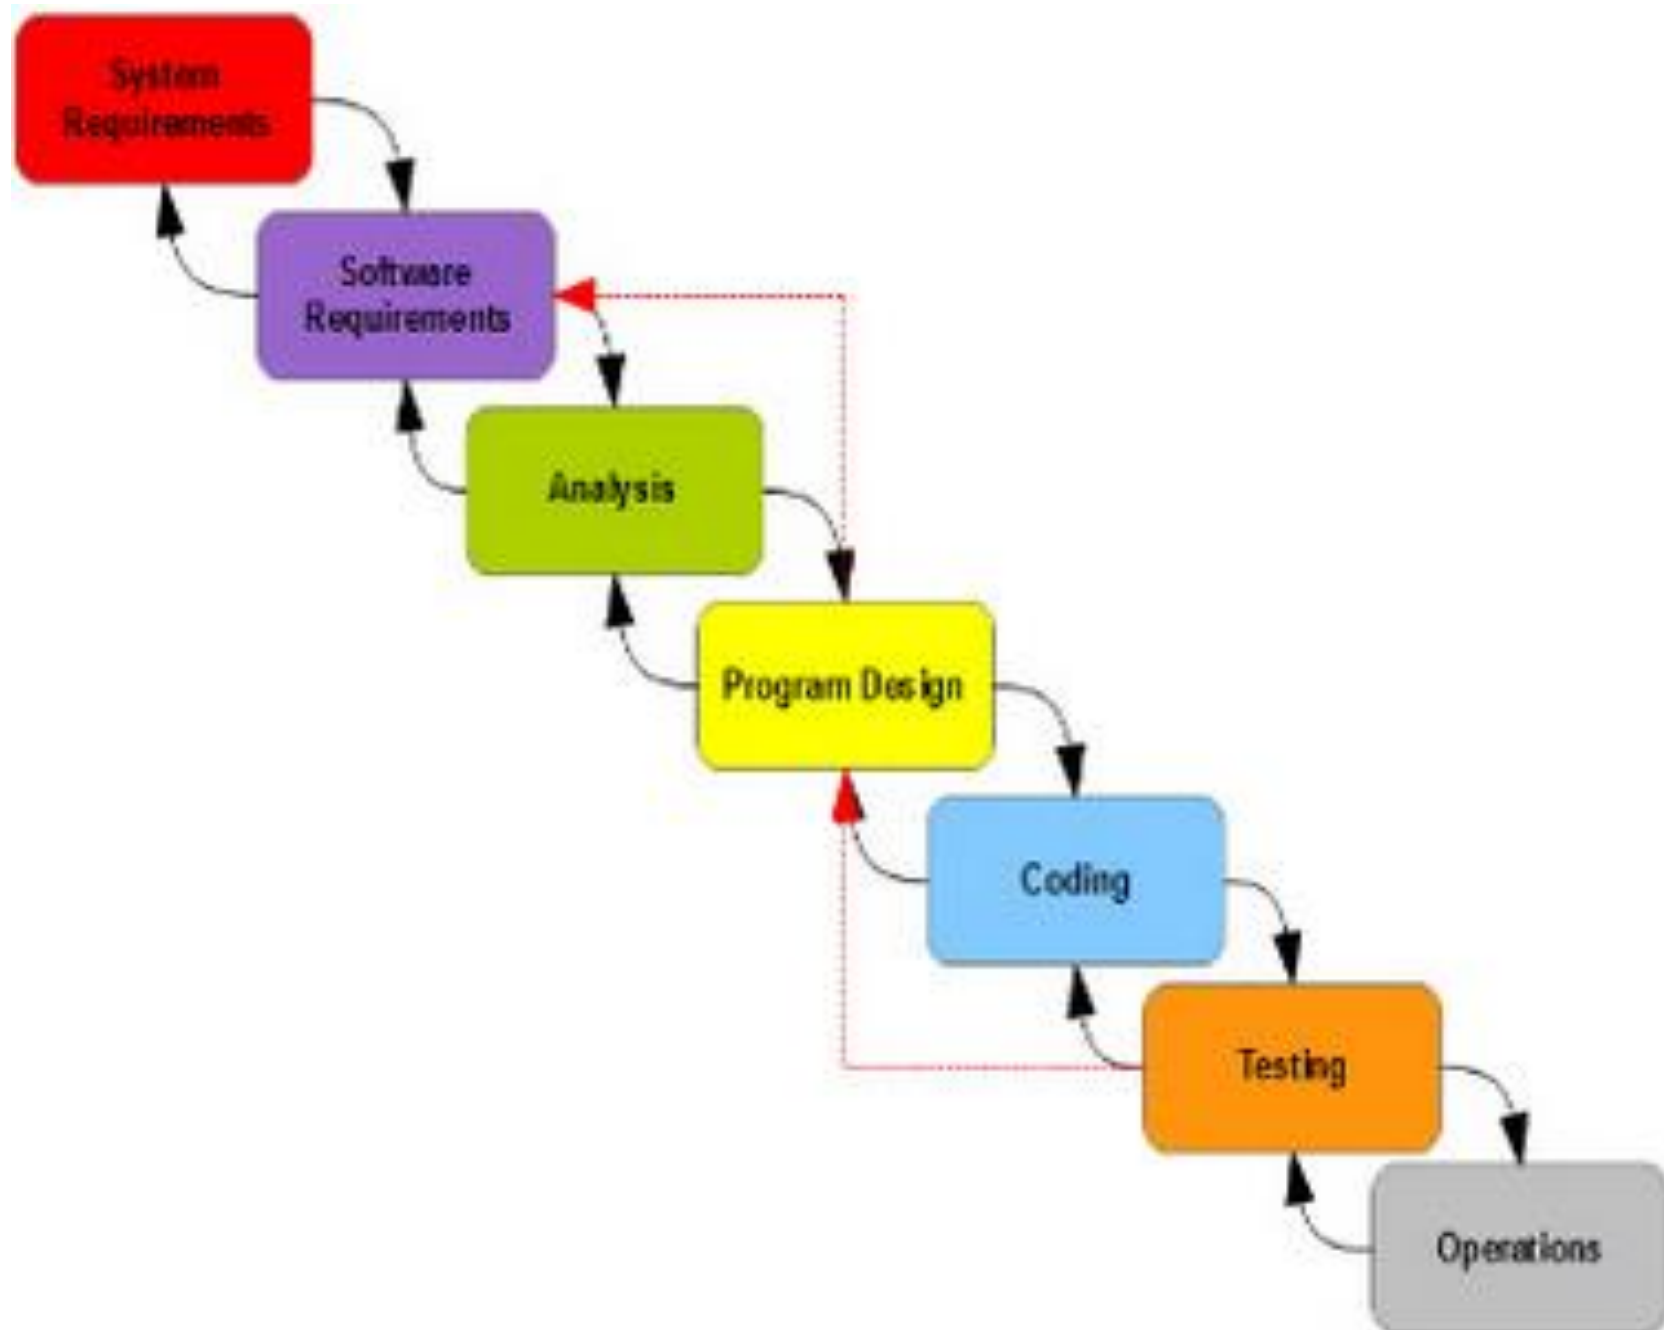 System
Requirements
Software
Requirements
Analysis
Program Design
Coding
Testing
Operations